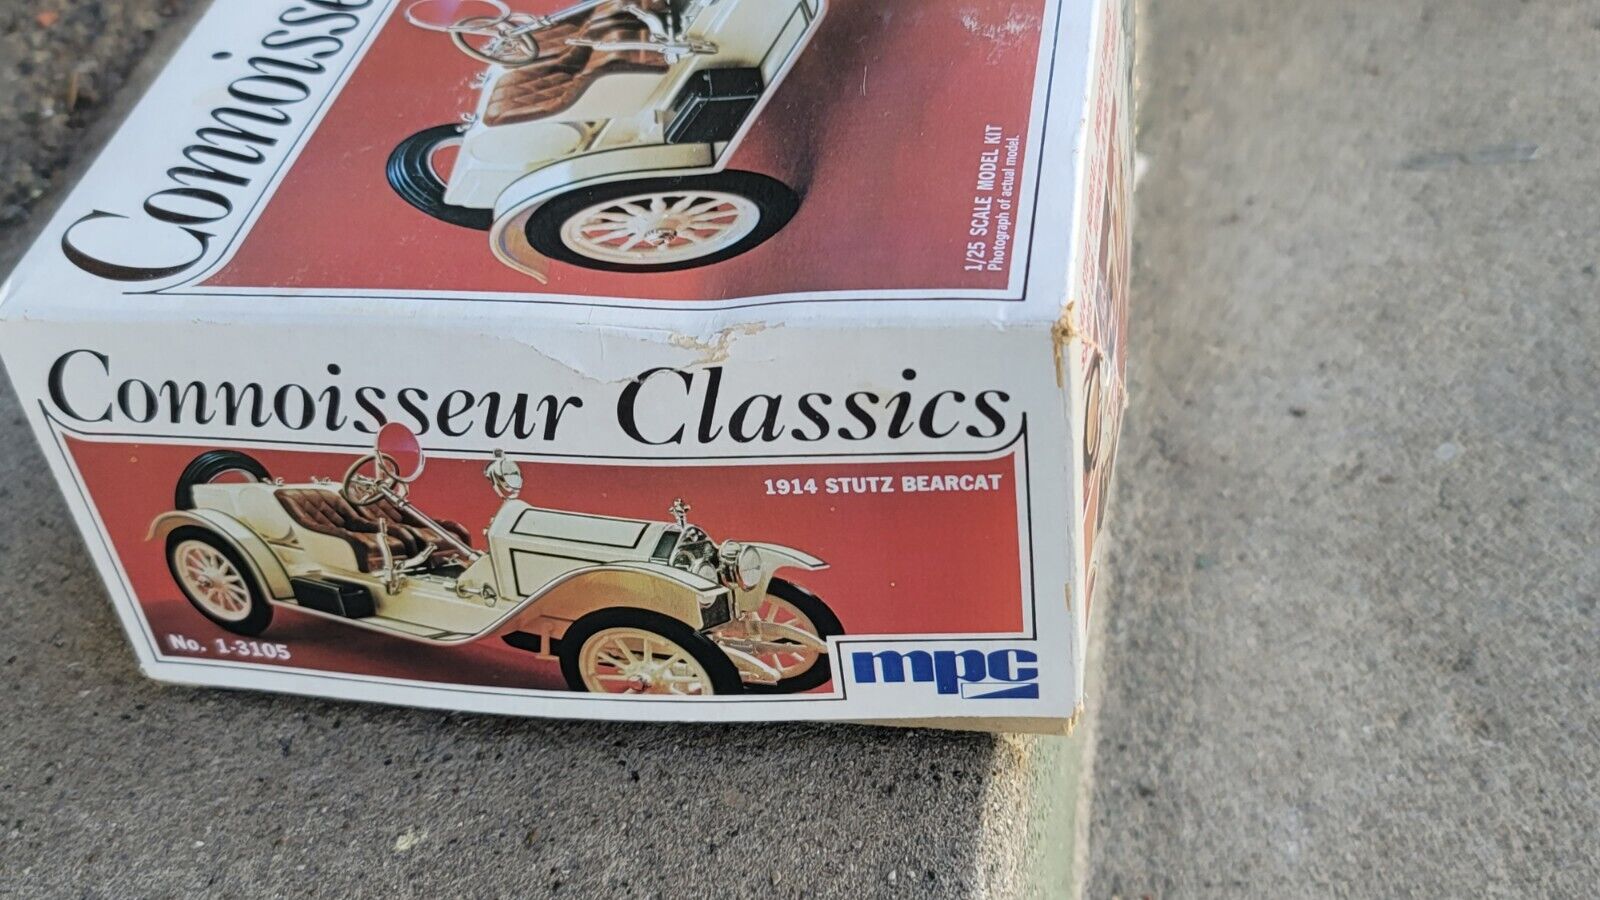 Connoisse
1/25 SCALE MODEL KIT
Photograph of actual model.
Connoisseur Classics
1914 STUTZ BEARCAT
No. 1-3105
mpc